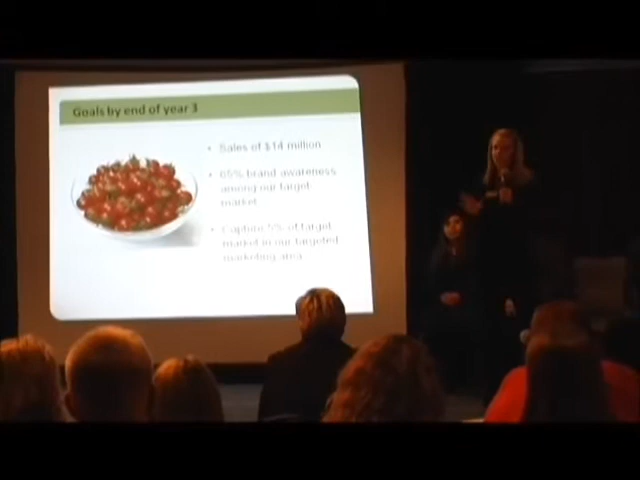 Goals by end of year 3
• Sales of $14 million
• 65% brand awareness
among our target
market
• Capture 5% of target
market in our targeted
marketing area